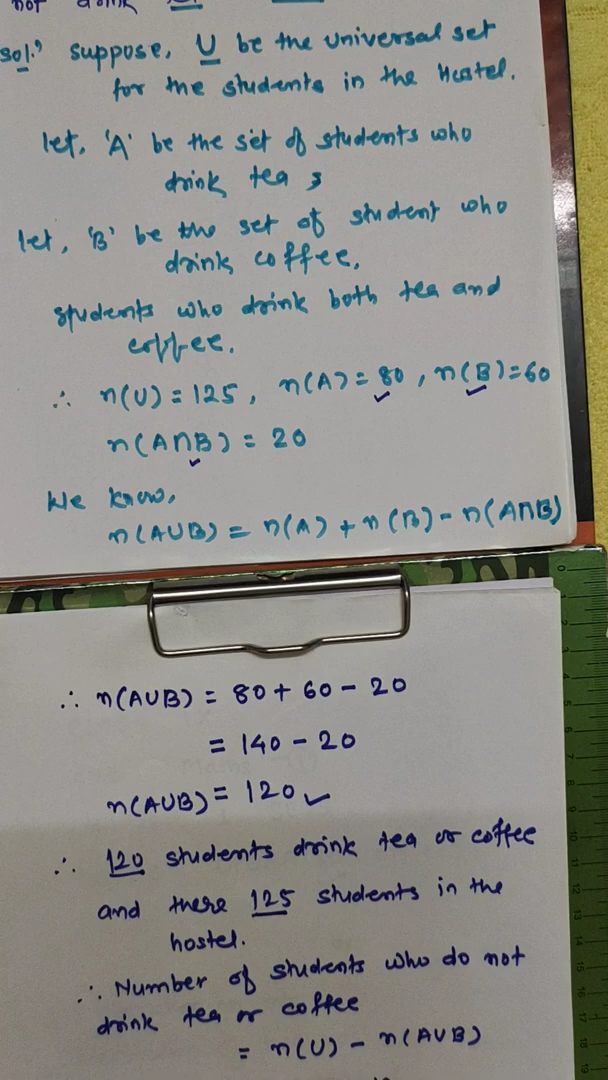 not
sol.? suppose, U be the universal set
for the students in the Hostel.
let, 'A' be the set of students who
drink tea &
let, 'B' be the set of student who
drink coffee,
students who drink both tea and
coffee.
∴ n(U) = 125, n(A) = 80, n(B) = 60
n(A∩B) = 20
We know,
n(A∪B) = n(A) + n(B) - n(A∩B)
∴ n(A∪B) = 80 + 60 - 20
= 140 - 20
n(A∪B) = 120 ✓
∴ 120 students drink tea or coffee
and there 125 students in the
hostel.
∴ Number of students who do not
drink tea or coffee
= n(U) - n(A∪B)